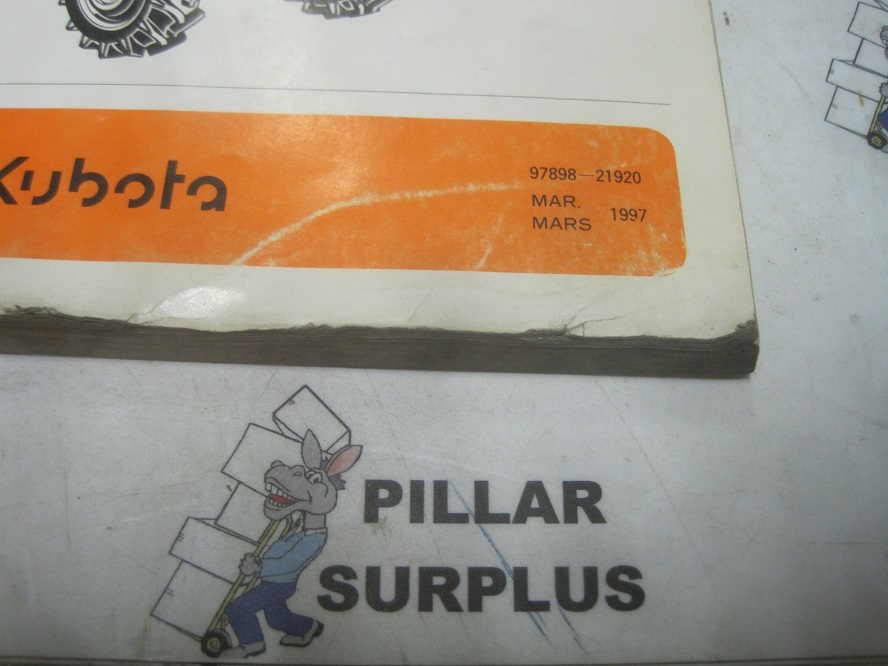 Kubota
97898-21920
MAR.
MARS 1997
PILLAR
SURPLUS